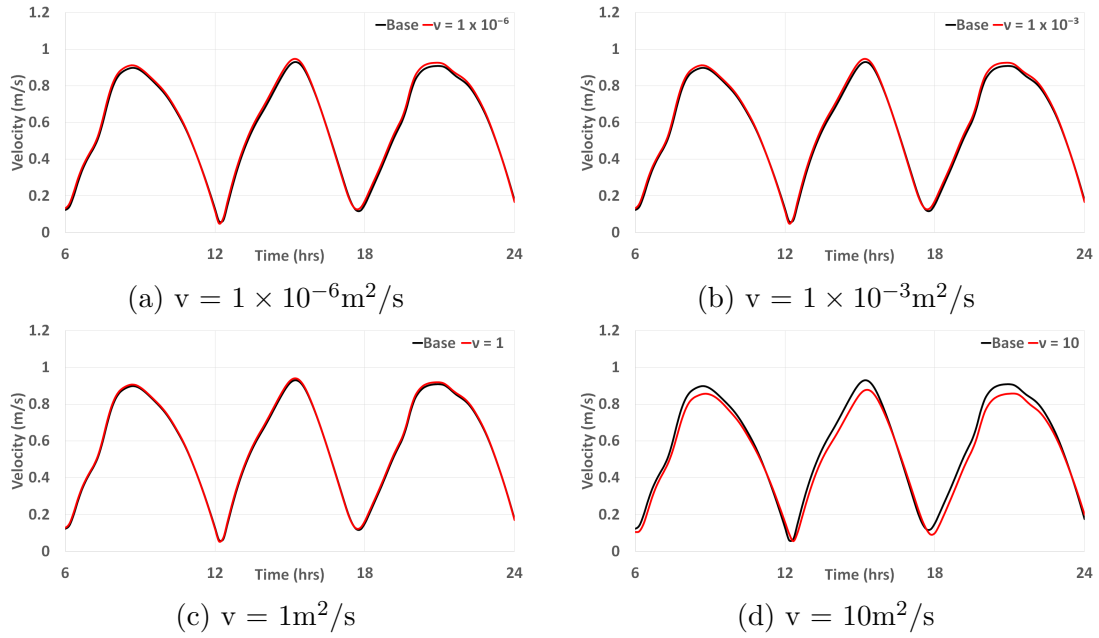 1.2
1
0.8
0.6
0.4
0.2
0
Velocity (m/s)
Base ν = 1 x 10⁻⁶
6 12 18 24
Time (hrs)
(a) v = 1 × 10⁻⁶m²/s
1.2
1
0.8
0.6
0.4
0.2
0
Velocity (m/s)
Base ν = 1 x 10⁻³
6 12 18 24
Time (hrs)
(b) v = 1 × 10⁻³m²/s
1.2
1
0.8
0.6
0.4
0.2
0
Velocity (m/s)
Base ν = 1
6 12 18 24
Time (hrs)
(c) v = 1m²/s
1.2
1
0.8
0.6
0.4
0.2
0
Velocity (m/s)
Base ν = 10
6 12 18 24
Time (hrs)
(d) v = 10m²/s